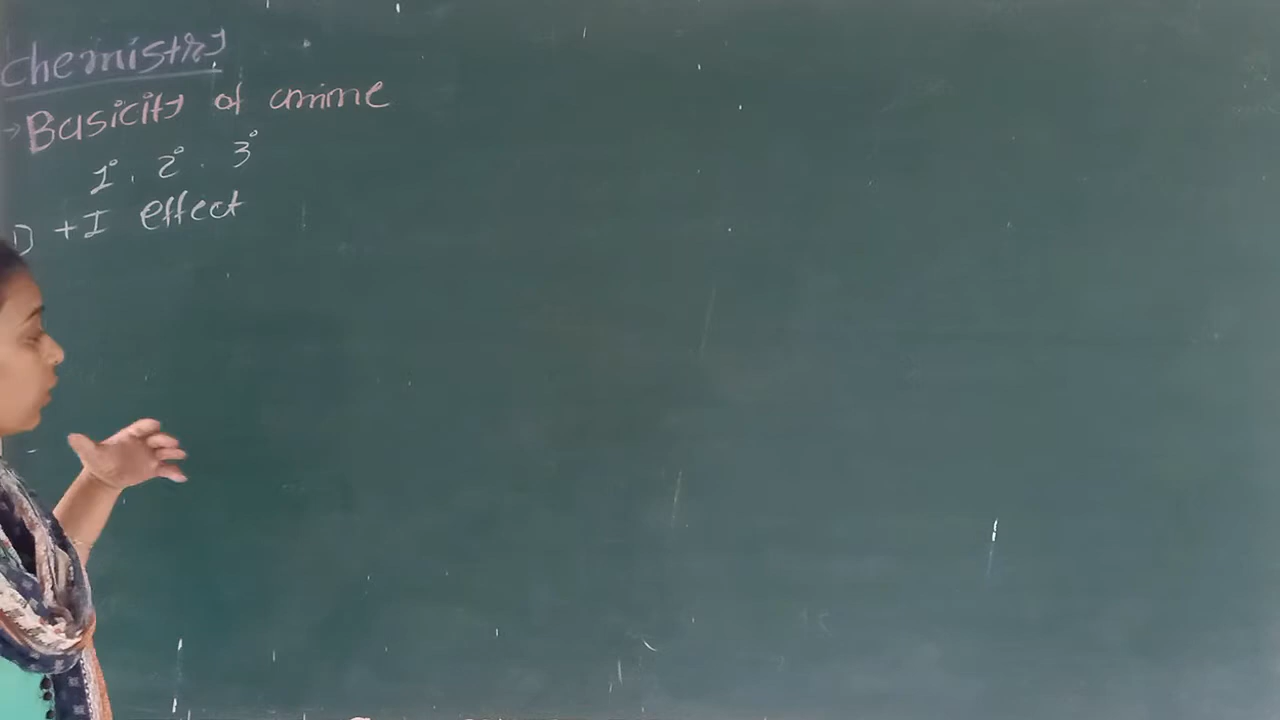 Chemistry
→ Basicity of amine
1°, 2°. 3°
1) +I effect